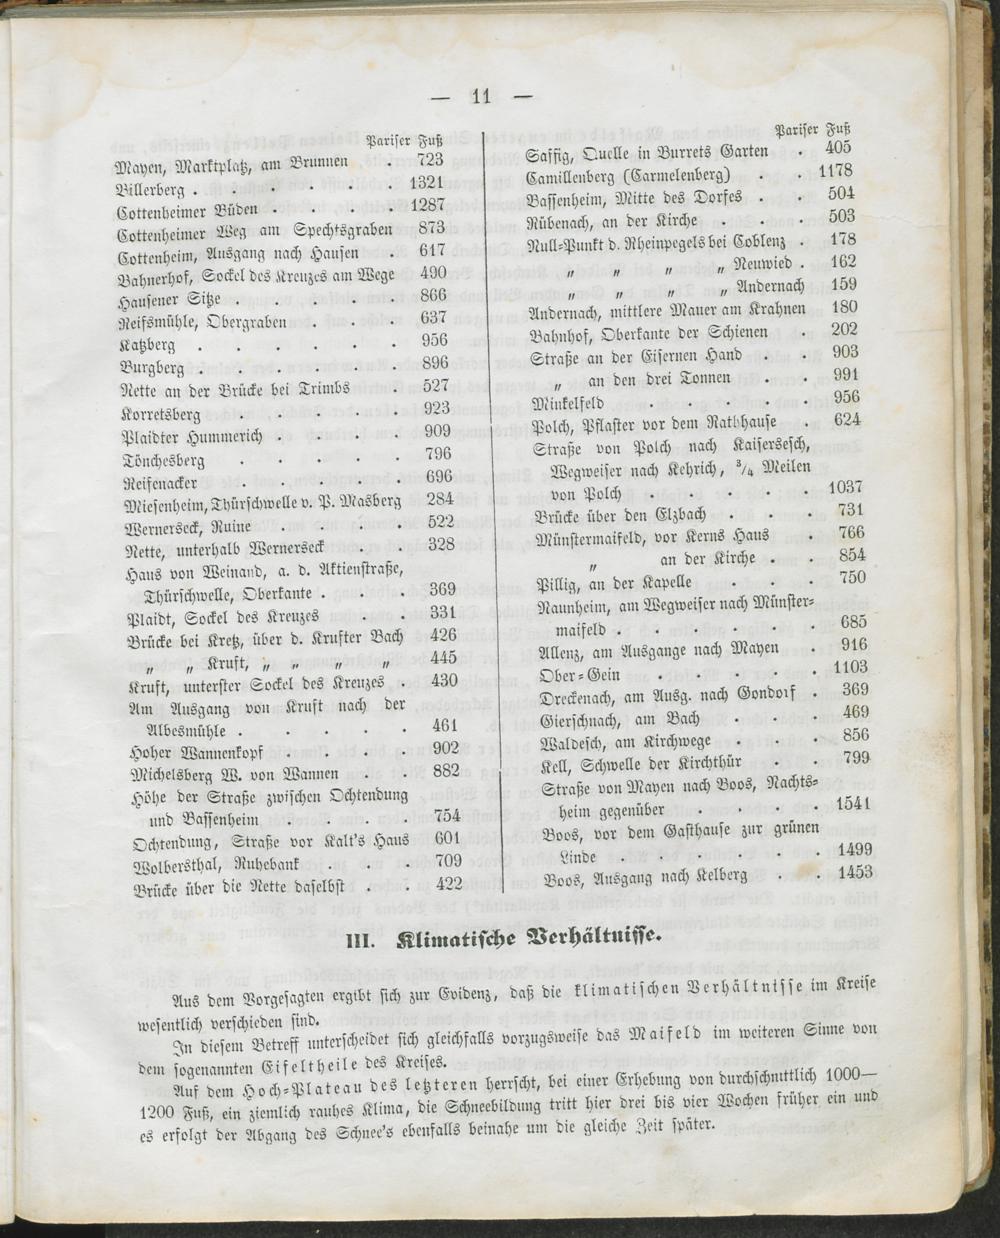 — 11 —
Pariser Fuß
Mayen, Marktplatz, am Brunnen . 723
Billerberg . . . . . . 1321
Cottenheimer Büden . . . . 1287
Cottenheimer Weg am Spechtsgraben 873
Cottenheim, Ausgang nach Hausen . 617
Bahnerhof, Sockel des Kreuzes am Wege 490
Hausener Sitze . . . . . 866
Reifsmühle, Obergraben . . . 637
Katzberg . . . . . . 956
Burgberg . . . . . . 896
Nette an der Brücke bei Trimbs . 527
Korretsberg . . . . . 923
Plaidter Hummerich . . . . 909
Tönchesberg . . . . . 796
Reifenacker . . . . . 696
Miesenheim, Thürschwelle v. P. Masberg 284
Wernerseck, Ruine . . . . 522
Nette, unterhalb Wernerseck . . 328
Haus von Weinand, a. d. Aktienstraße,
Thürschwelle, Oberkante . . . 369
Plaidt, Sockel des Kreuzes . . 331
Brücke bei Kretz, über d. Krufter Bach 426
„ „ Kruft, „ „ „ „ 445
Kruft, unterster Sockel des Kreuzes . 430
Am Ausgang von Kruft nach der
Albesmühle . . . . . 461
Hoher Wannenkopf . . . . 902
Michelsberg W. von Wannen . . 882
Höhe der Straße zwischen Ochtendung
und Bassenheim . . . . 754
Ochtendung, Straße vor Kalt's Haus 601
Wolbersthal, Ruhebank . . . 709
Brücke über die Nette daselbst . . 422
Pariser Fuß
Saffig, Quelle in Burrets Garten . 405
Camillenberg (Carmelenberg) . . 1178
Bassenheim, Mitte des Dorfes . . 504
Rübenach, an der Kirche . . . 503
Null-Punkt d. Rheinpegels bei Coblenz . 178
„ „ „ „ Neuwied . 162
„ „ „ „ Andernach 159
Andernach, mittlere Mauer am Krahnen 180
Bahnhof, Oberkante der Schienen . 202
Straße an der Eisernen Hand . . 903
„ an den drei Tonnen . . 991
Minkelfeld . . . . . 956
Polch, Pflaster vor dem Rathhause . 624
Straße von Polch nach Kaisersesch,
Wegweiser nach Kehrich, 3/4 Meilen
von Polch . . . . . 1037
Brücke über den Elzbach . . . 731
Münstermaifeld, vor Kerns Haus . 766
„ an der Kirche . 854
Pillig, an der Kapelle . . . 750
Naunheim, am Wegweiser nach Münster-
maifeld . . . . . . 685
Allenz, am Ausgange nach Mayen . 916
Ober-Gein . . . . . 1103
Dreckenach, am Ausg. nach Gondorf . 369
Gierschnach, am Bach . . . 469
Waldesch, am Kirchwege . . . 856
Kell, Schwelle der Kirchthür . . 799
Straße von Mayen nach Boos, Nachts-
heim gegenüber . . . . 1541
Boos, vor dem Gasthause zur grünen
Linde . . . . . . 1499
Boos, Ausgang nach Kelberg . . 1453
III. Klimatische Verhältnisse.
Aus dem Vorgesagten ergibt sich zur Evidenz, daß die klimatischen Verhältnisse im Kreise
wesentlich verschieden sind.
In diesem Betreff unterscheidet sich gleichfalls vorzugsweise das Maifeld im weiteren Sinne von
dem sogenannten Eifeltheile des Kreises.
Auf dem Hoch-Plateau des letzteren herrscht, bei einer Erhebung von durchschnittlich 1000—
1200 Fuß, ein ziemlich rauhes Klima, die Schneebildung tritt hier drei bis vier Wochen früher ein und
es erfolgt der Abgang des Schnee's ebenfalls beinahe um die gleiche Zeit später.